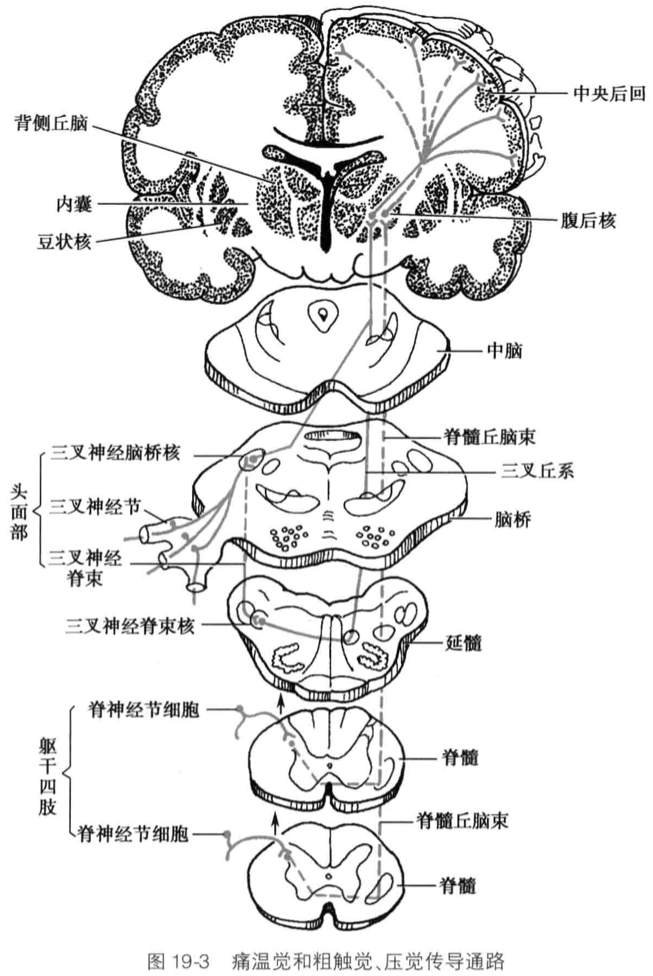 中央后回
背侧丘脑
内囊
腹后核
豆状核
中脑
脊髓丘脑束
三叉神经脑桥核
三叉丘系
头面部
三叉神经节
脑桥
三叉神经
脊束
三叉神经脊束核
延髓
脊神经节细胞
脊髓
躯干四肢
脊髓丘脑束
脊神经节细胞
脊髓
图 19-3 痛温觉和粗触觉、压觉传导通路